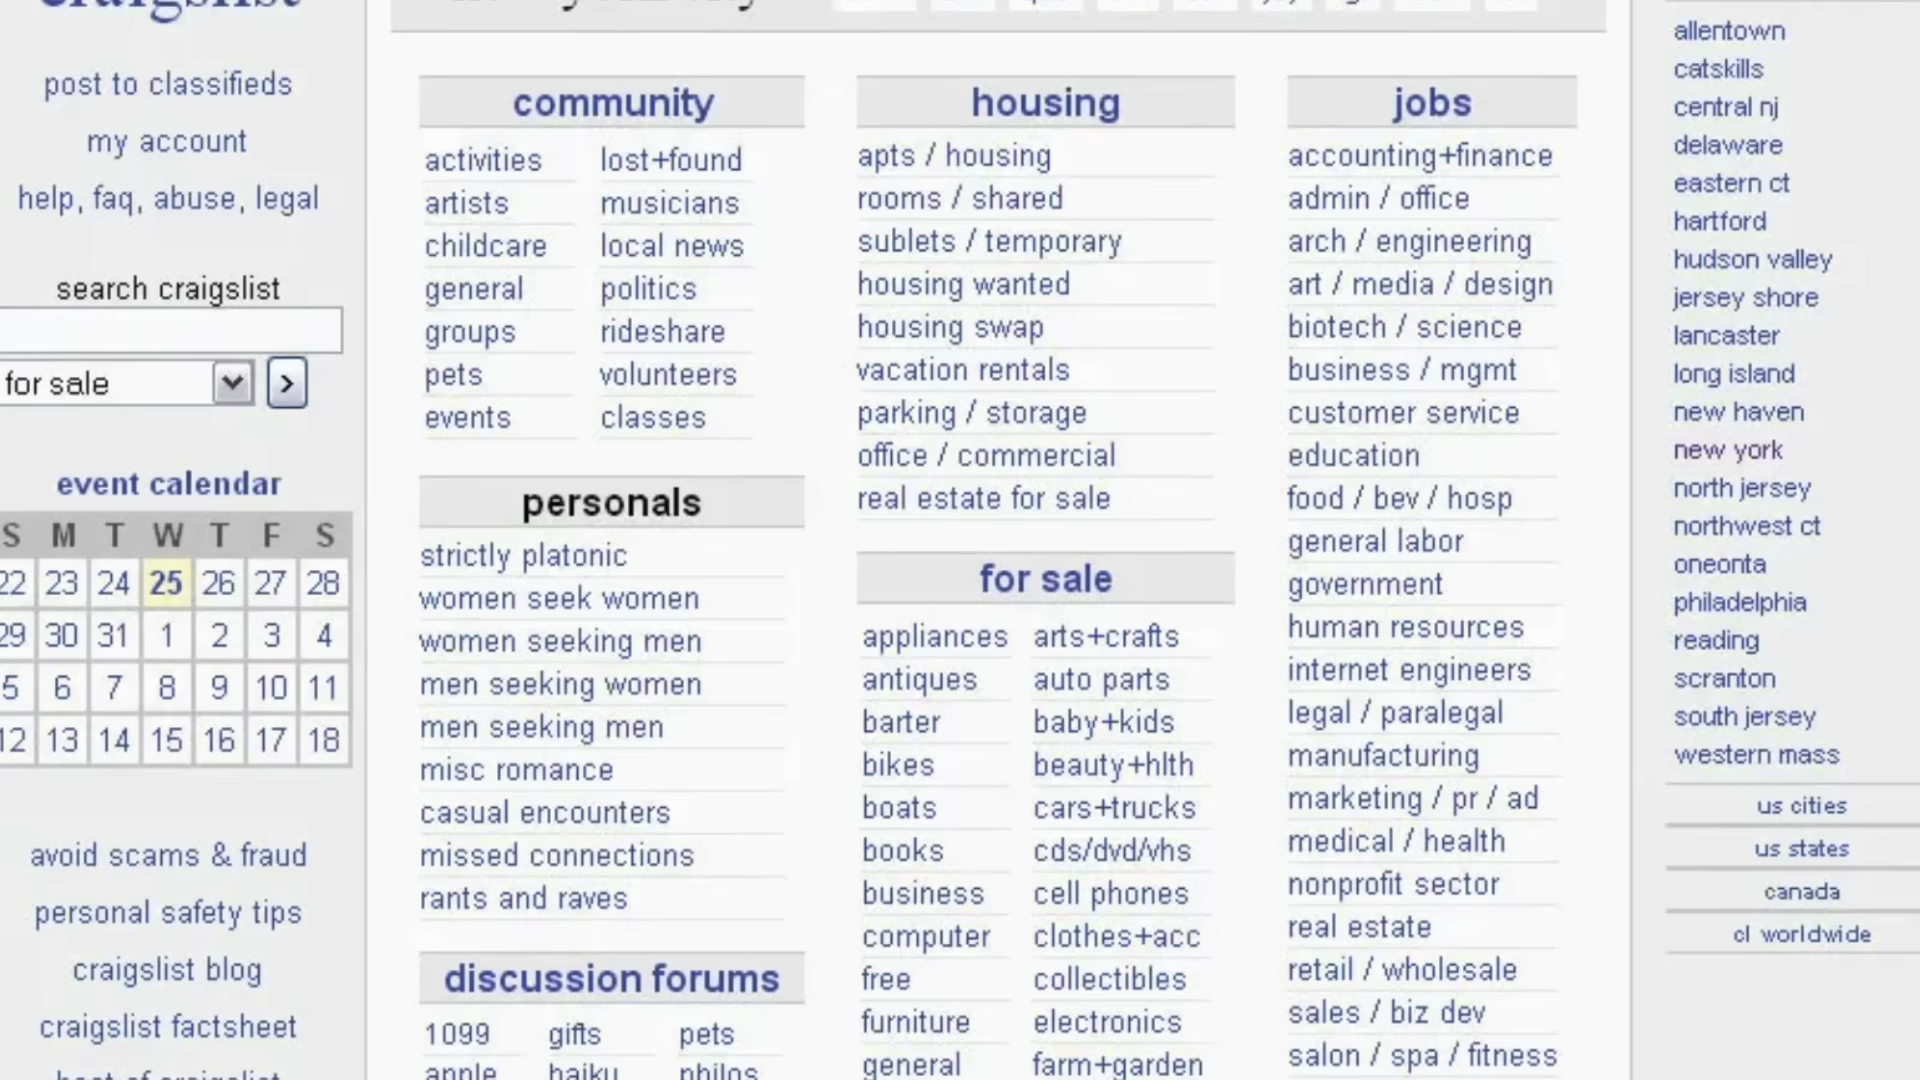 craigslist
post to classifieds
my account
help, faq, abuse, legal
search craigslist
for sale
>
event calendar
S M T W T F S
22 23 24 25 26 27 28
29 30 31 1 2 3 4
5 6 7 8 9 10 11
12 13 14 15 16 17 18
avoid scams & fraud
personal safety tips
craigslist blog
craigslist factsheet
best of craigslist
community
activities
artists
childcare
general
groups
pets
events
lost+found
musicians
local news
politics
rideshare
volunteers
classes
personals
strictly platonic
women seek women
women seeking men
men seeking women
men seeking men
misc romance
casual encounters
missed connections
rants and raves
discussion forums
1099 gifts pets
apple haiku philos
housing
apts / housing
rooms / shared
sublets / temporary
housing wanted
housing swap
vacation rentals
parking / storage
office / commercial
real estate for sale
for sale
appliances
antiques
barter
bikes
boats
books
business
computer
free
furniture
general
arts+crafts
auto parts
baby+kids
beauty+hlth
cars+trucks
cds/dvd/vhs
cell phones
clothes+acc
collectibles
electronics
farm+garden
jobs
accounting+finance
admin / office
arch / engineering
art / media / design
biotech / science
business / mgmt
customer service
education
food / bev / hosp
general labor
government
human resources
internet engineers
legal / paralegal
manufacturing
marketing / pr / ad
medical / health
nonprofit sector
real estate
retail / wholesale
sales / biz dev
salon / spa / fitness
allentown
catskills
central nj
delaware
eastern ct
hartford
hudson valley
jersey shore
lancaster
long island
new haven
new york
north jersey
northwest ct
oneonta
philadelphia
reading
scranton
south jersey
western mass
us cities
us states
canada
cl worldwide